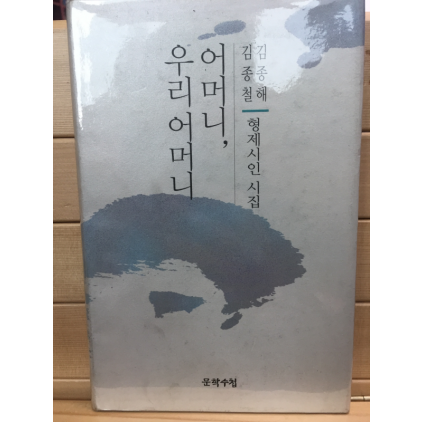 어머니,
우리 어머니
김종해
김종철
형제시인 시집
문학수첩